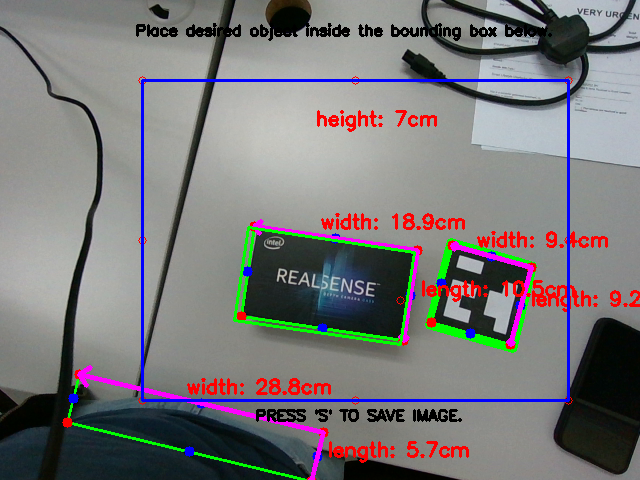 VERY URGEN
Place desired object inside the bounding box below.
height: 7cm
width: 18.9cm
width: 9.4cm
intel
REALSENSE
length: 10.5cm
length: 9.2
width: 28.8cm
PRESS 'S' TO SAVE IMAGE.
length: 5.7cm